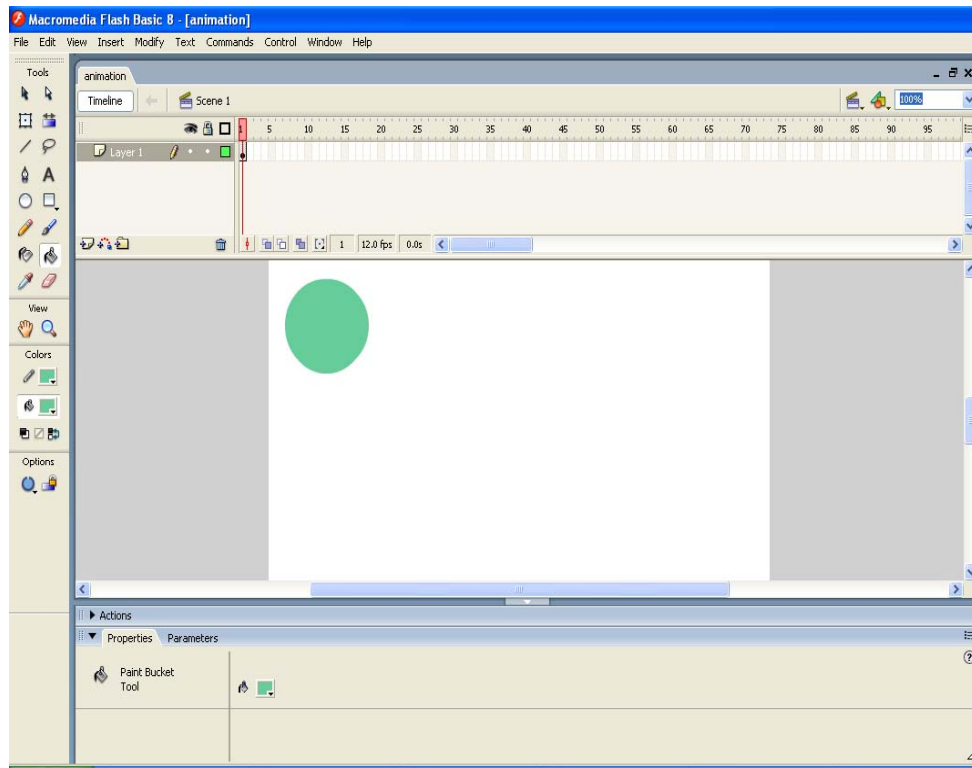 Macromedia Flash Basic 8 - [animation]
File Edit View Insert Modify Text Commands Control Window Help
Tools
animation
Timeline Scene 1 100%
1 5 10 15 20 25 30 35 40 45 50 55 60 65 70 75 80 85 90 95
Layer 1
1 12.0 fps 0.0s
View
Colors
Options
Actions
Properties Parameters
Paint Bucket
Tool